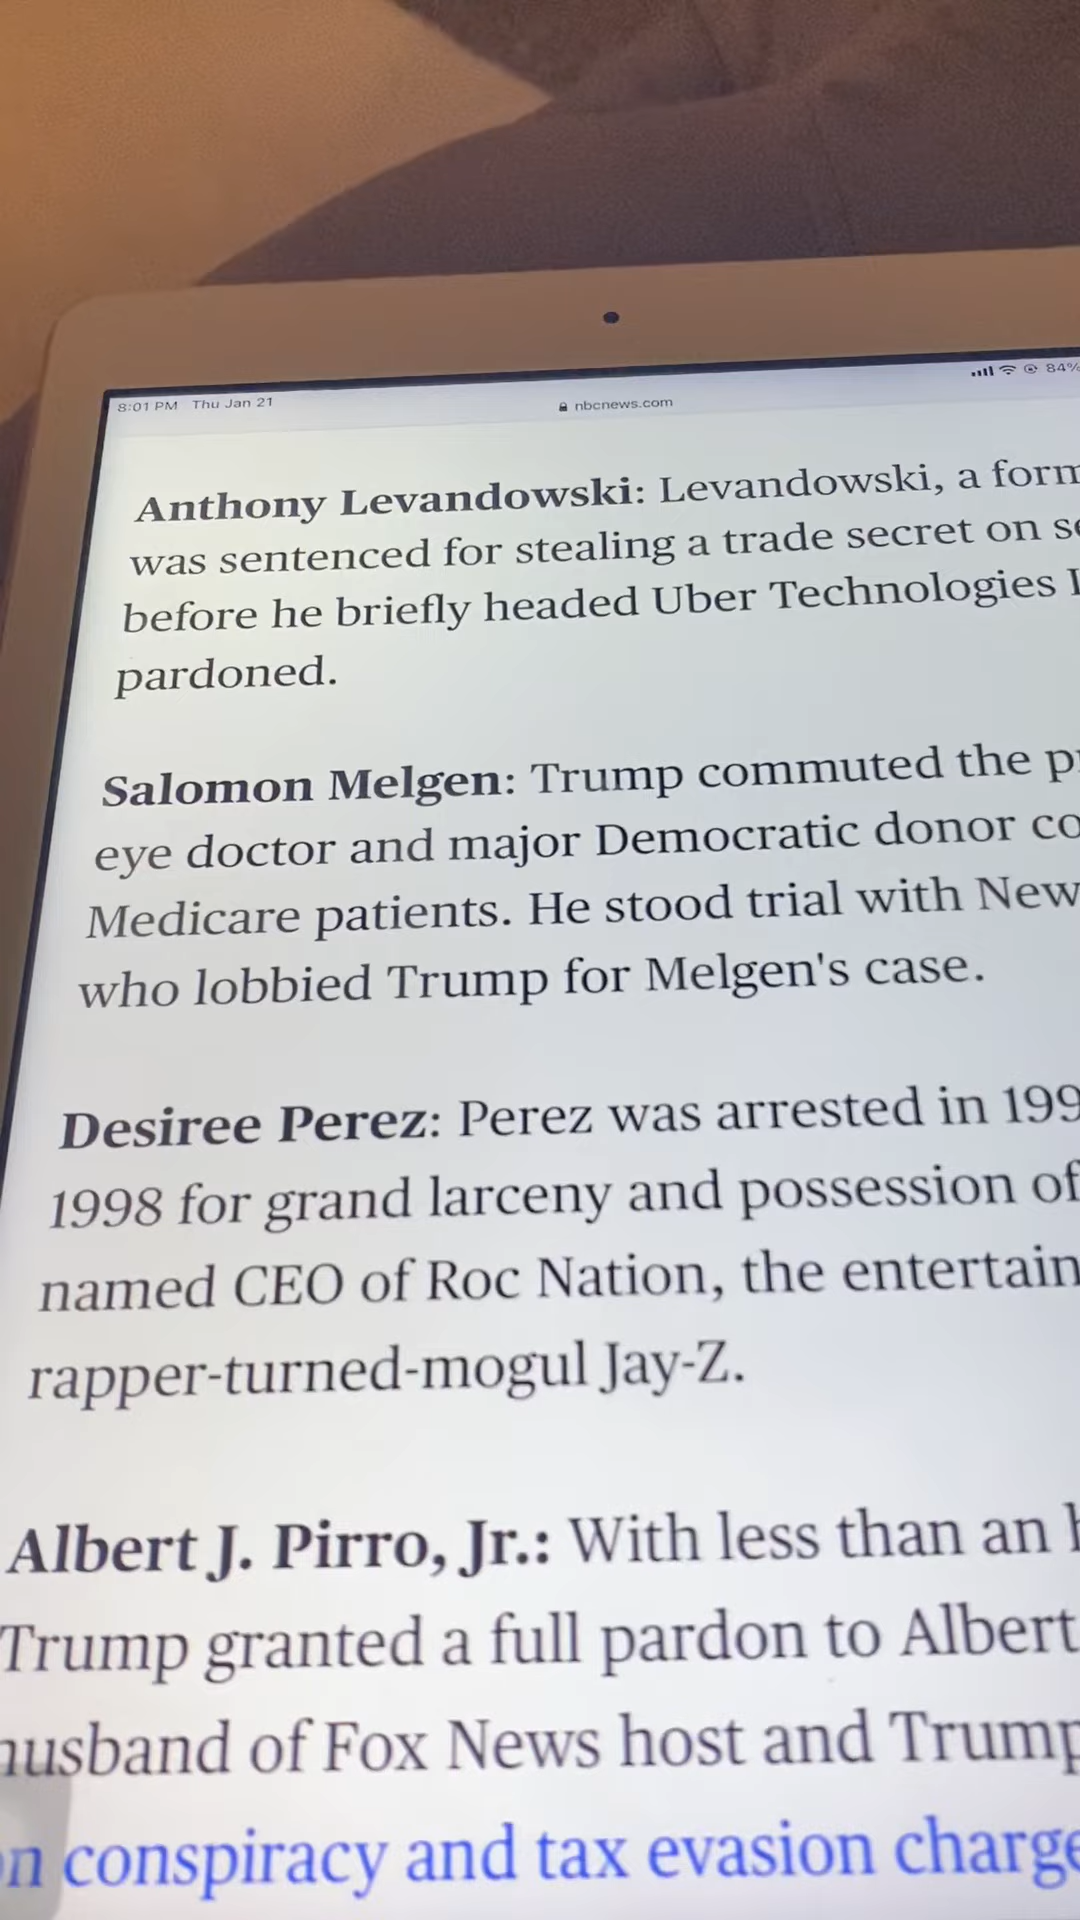 8:01 PM Thu Jan 21
nbcnews.com
84%
Anthony Levandowski: Levandowski, a
was sentenced for stealing a trade secret on
before he briefly headed Uber Technologies
pardoned.
Salomon Melgen: Trump commuted the
eye doctor and major Democratic donor
Medicare patients. He stood trial with New
who lobbied Trump for Melgen's case.
Desiree Perez: Perez was arrested in 199
1998 for grand larceny and possession of
named CEO of Roc Nation, the entertain
rapper-turned-mogul Jay-Z.
Albert J. Pirro, Jr.: With less than an
Trump granted a full pardon to Albert
husband of Fox News host and Trump
on conspiracy and tax evasion charge